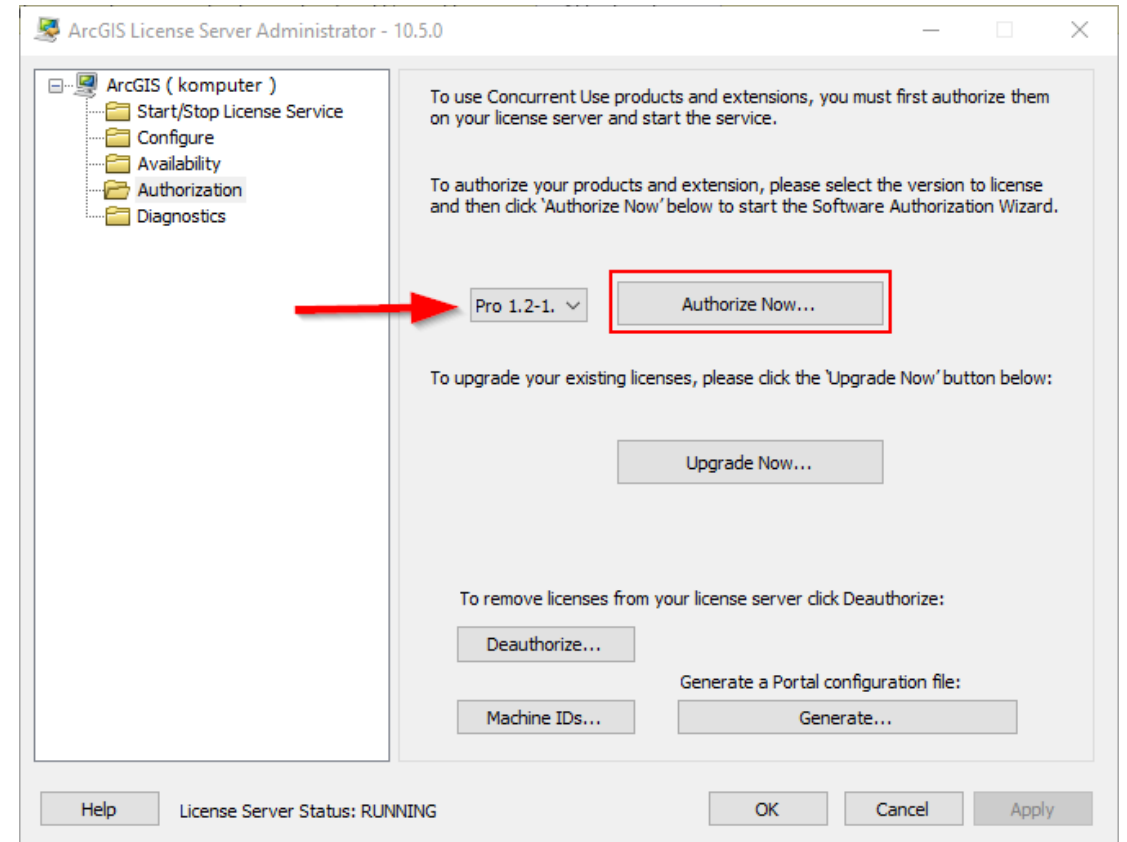 ArcGIS License Server Administrator - 10.5.0
ArcGIS ( komputer )
Start/Stop License Service
Configure
Availability
Authorization
Diagnostics
To use Concurrent Use products and extensions, you must first authorize them
on your license server and start the service.
To authorize your products and extension, please select the version to license
and then click `Authorize Now´ below to start the Software Authorization Wizard.
Pro 1.2-1.
Authorize Now...
To upgrade your existing licenses, please click the `Upgrade Now´ button below:
Upgrade Now...
To remove licenses from your license server click Deauthorize:
Deauthorize...
Generate a Portal configuration file:
Machine IDs...
Generate...
Help
License Server Status: RUNNING
OK
Cancel
Apply